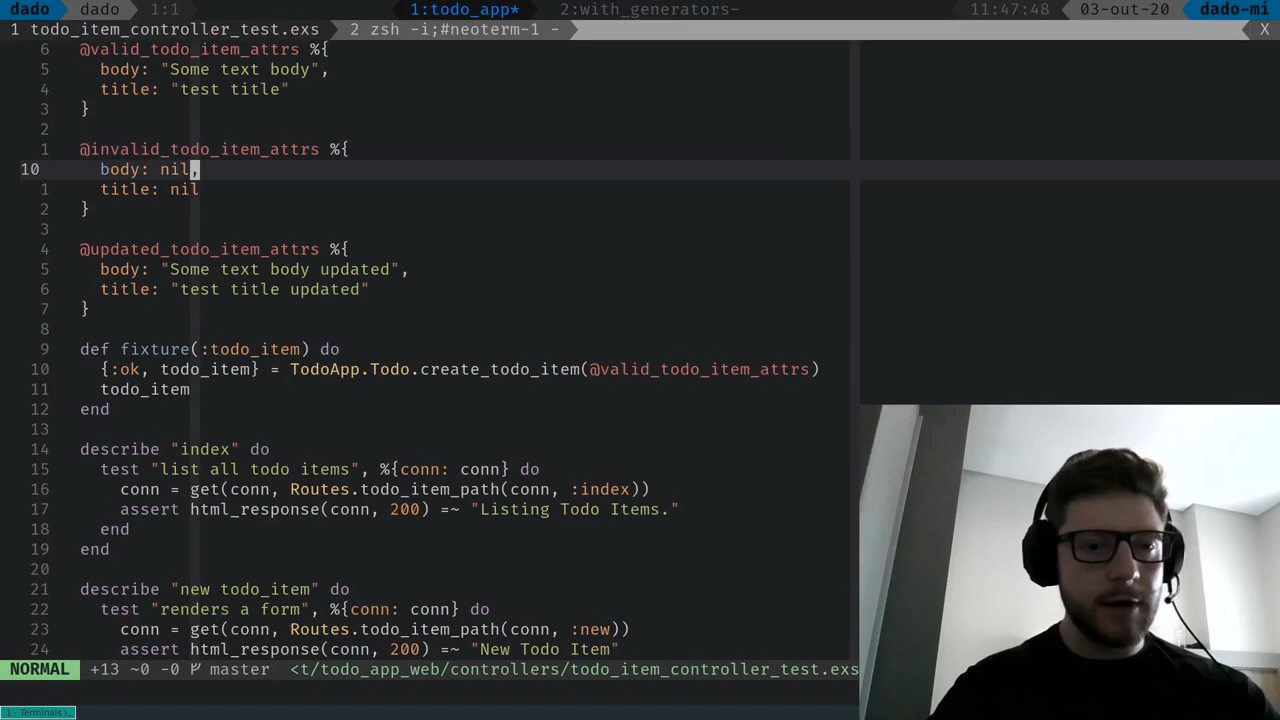 dado dado 1:1 1:todo_app* 2:with_generators- 11:47:48 03-out-20 dado-mi
1 todo_item_controller_test.exs 2 zsh -i;#neoterm-1 - X
6 @valid_todo_item_attrs %{
5 body: "Some text body",
4 title: "test title"
3 }
2
1 @invalid_todo_item_attrs %{
10 body: nil,
1 title: nil
2 }
3
4 @updated_todo_item_attrs %{
5 body: "Some text body updated",
6 title: "test title updated"
7 }
8
9 def fixture(:todo_item) do
10 {:ok, todo_item} = TodoApp.Todo.create_todo_item(@valid_todo_item_attrs)
11 todo_item
12 end
13
14 describe "index" do
15 test "list all todo items", %{conn: conn} do
16 conn = get(conn, Routes.todo_item_path(conn, :index))
17 assert html_response(conn, 200) =~ "Listing Todo Items."
18 end
19 end
20
21 describe "new todo_item" do
22 test "renders a form", %{conn: conn} do
23 conn = get(conn, Routes.todo_item_path(conn, :new))
24 assert html_response(conn, 200) =~ "New Todo Item"
NORMAL +13 ~0 -0 master <t/todo_app_web/controllers/todo_item_controller_test.exs
1 - Terminals